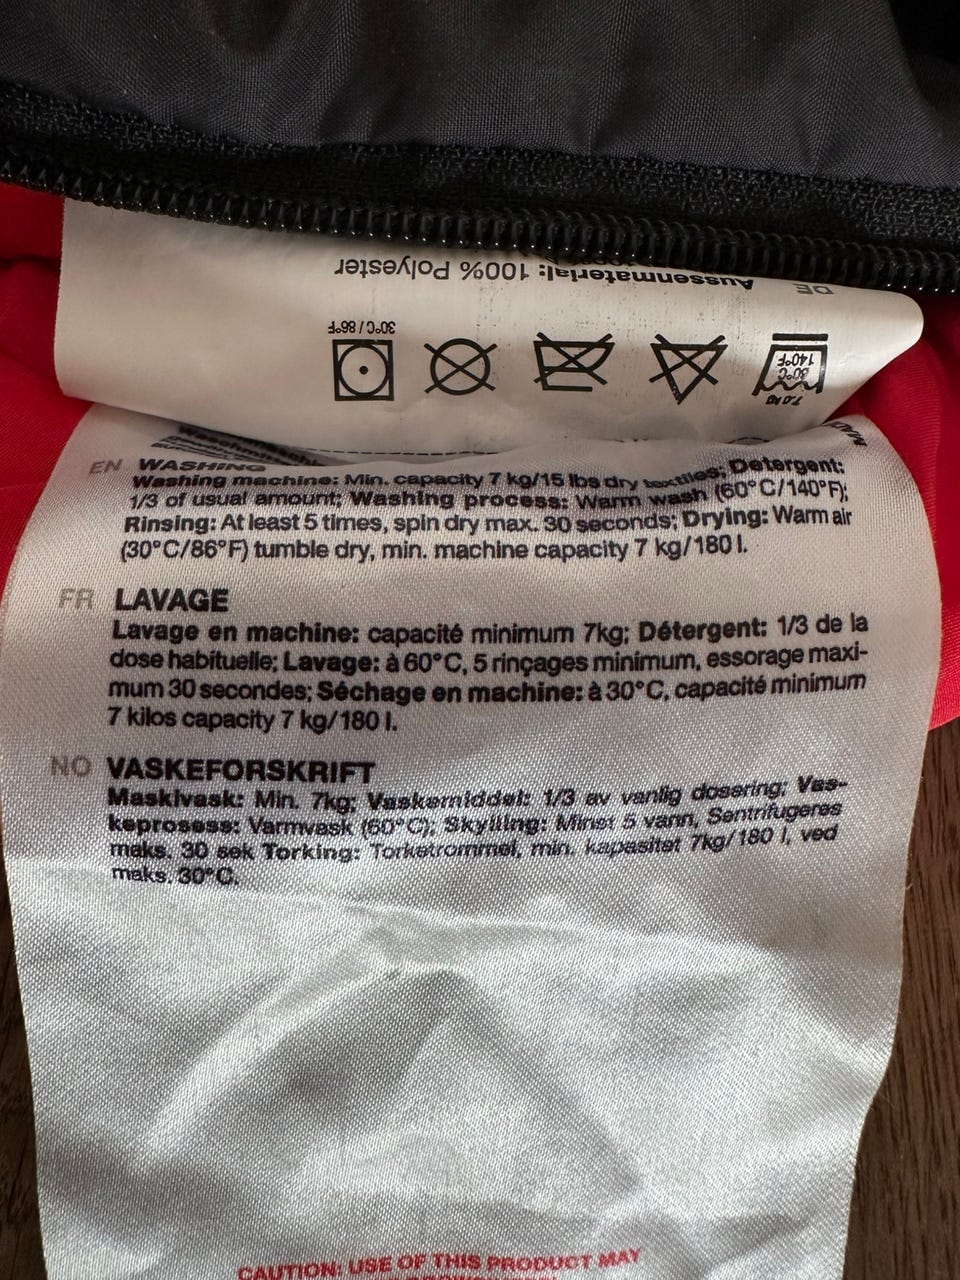 DE
Aussenmaterial: 100% Polyester
30°C / 86°F
140°F
7.0 kg
EN WASHING
Washing machine: Min. capacity 7 kg/15 lbs dry textiles; Detergent:
1/3 of usual amount; Washing process: Warm wash (60°C/140°F);
Rinsing: At least 5 times, spin dry max. 30 seconds; Drying: Warm air
(30°C/86°F) tumble dry, min. machine capacity 7 kg/180 l.
FR LAVAGE
Lavage en machine: capacité minimum 7kg; Détergent: 1/3 de la
dose habituelle; Lavage: à 60°C, 5 rinçages minimum, essorage maxi-
mum 30 secondes; Séchage en machine: à 30°C, capacité minimum
7 kilos capacity 7 kg/180 l.
NO VASKEFORSKRIFT
Maskivask: Min. 7kg; Vaskemiddel: 1/3 av vanlig dosering; Vas-
keprosess: Varmvask (60°C); Skylling: Minst 5 vann, Sentrifugeres
maks. 30 sek Torking: Torketrommel, min. kapasitet 7kg/180 l, ved
maks. 30°C.
CAUTION: USE OF THIS PRODUCT MAY